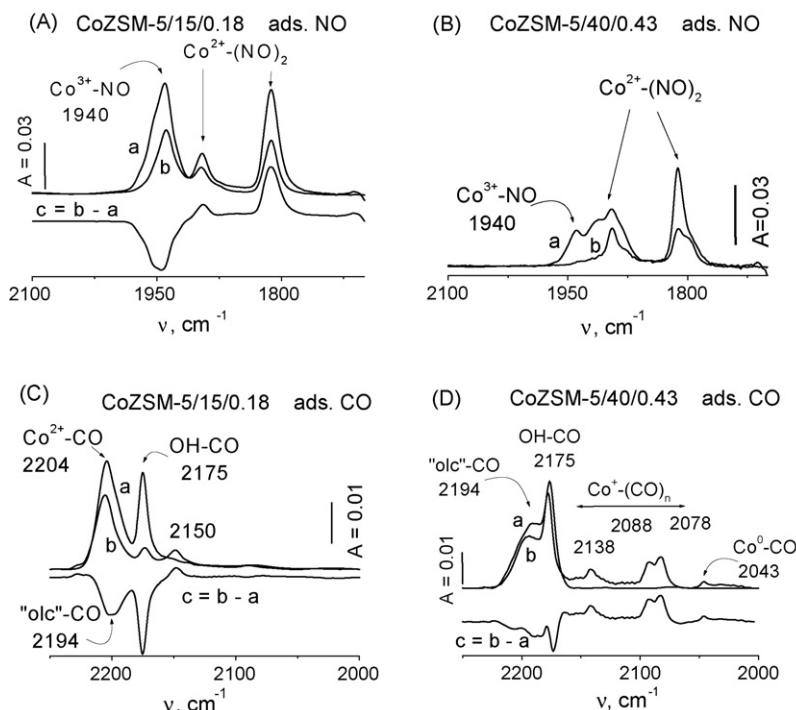 (A) CoZSM-5/15/0.18 ads. NO
Co²⁺-(NO)₂
Co³⁺-NO
1940
a
b
A = 0.03
c = b - a
2100 1950 1800
ν, cm⁻¹
(B) CoZSM-5/40/0.43 ads. NO
Co²⁺-(NO)₂
Co³⁺-NO
1940
a
b
A=0.03
2100 1950 1800
ν, cm⁻¹
(C) CoZSM-5/15/0.18 ads. CO
Co²⁺-CO
2204
OH-CO
2175
a
2150
b
A = 0.01
"olc"-CO
2194
c = b - a
2200 2100 2000
ν, cm⁻¹
(D) CoZSM-5/40/0.43 ads. CO
OH-CO
2175
"olc"-CO
2194
Co⁺-(CO)ₙ
2138 2088 2078
a
b
Co⁰-CO
2043
A = 0.01
c = b - a
2200 2100 2000
ν, cm⁻¹